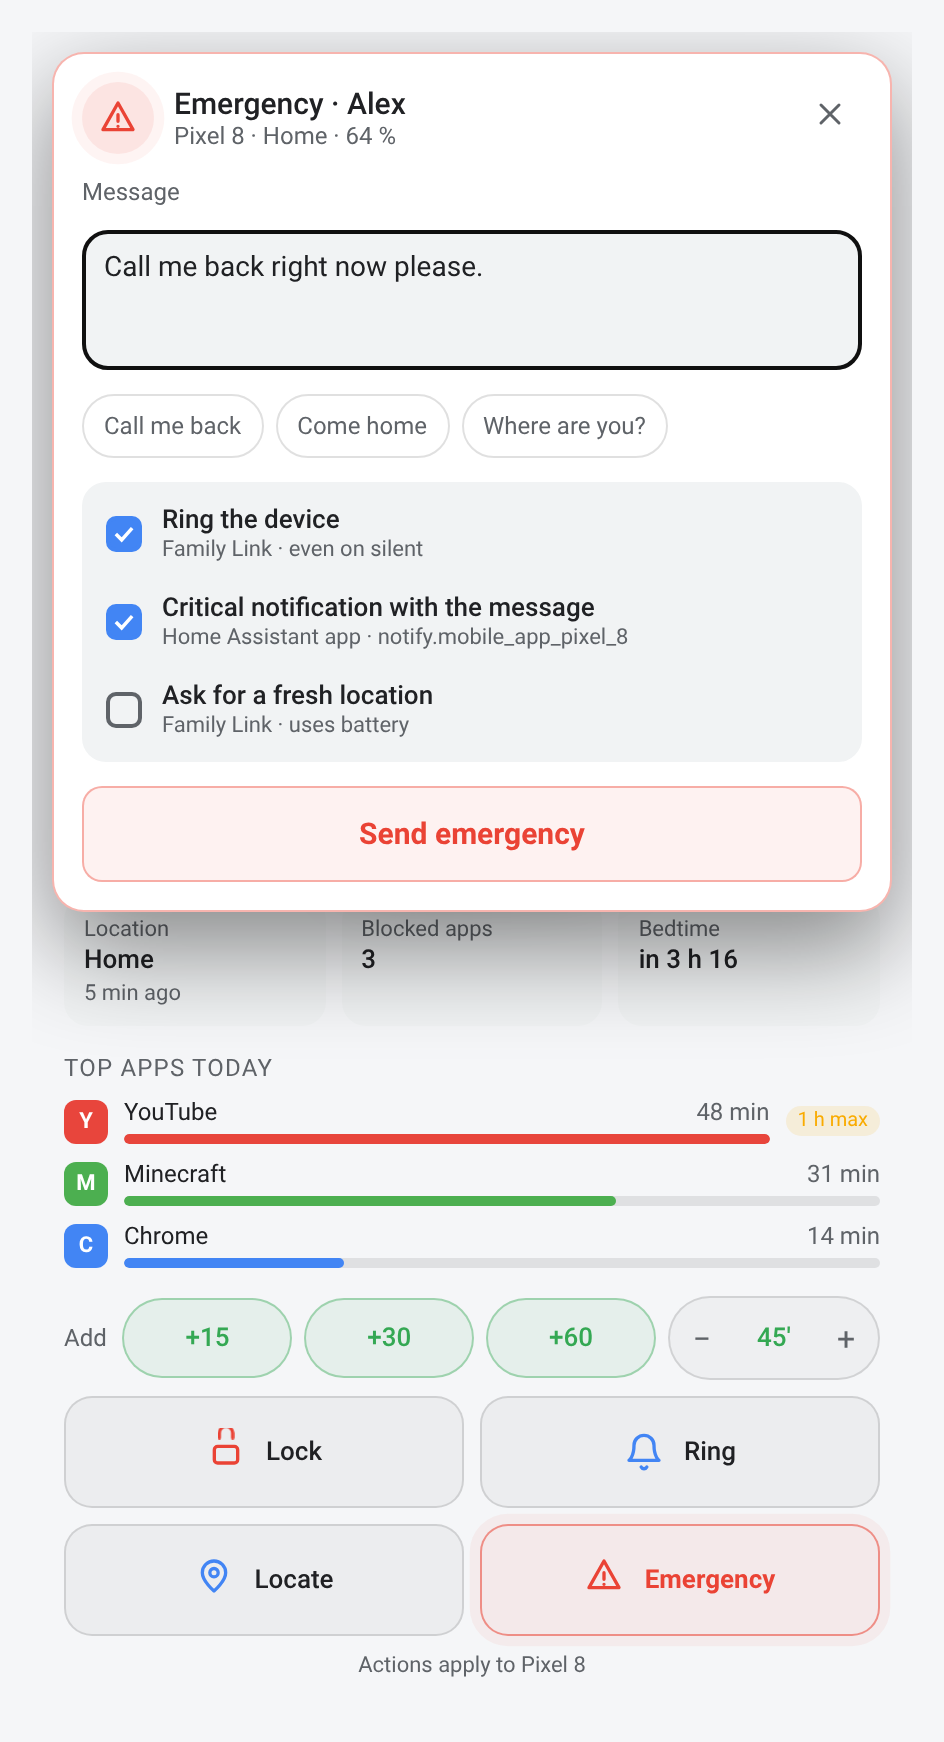 Emergency · Alex
Pixel 8 · Home · 64 %
Message
Call me back right now please.
Call me back
Come home
Where are you?
Ring the device
Family Link · even on silent
Critical notification with the message
Home Assistant app · notify.mobile_app_pixel_8
Ask for a fresh location
Family Link · uses battery
Send emergency
Location
Home
5 min ago
Blocked apps
3
Bedtime
in 3 h 16
TOP APPS TODAY
Y YouTube 48 min 1 h max
M Minecraft 31 min
C Chrome 14 min
Add +15 +30 +60 − 45' +
Lock
Ring
Locate
Emergency
Actions apply to Pixel 8